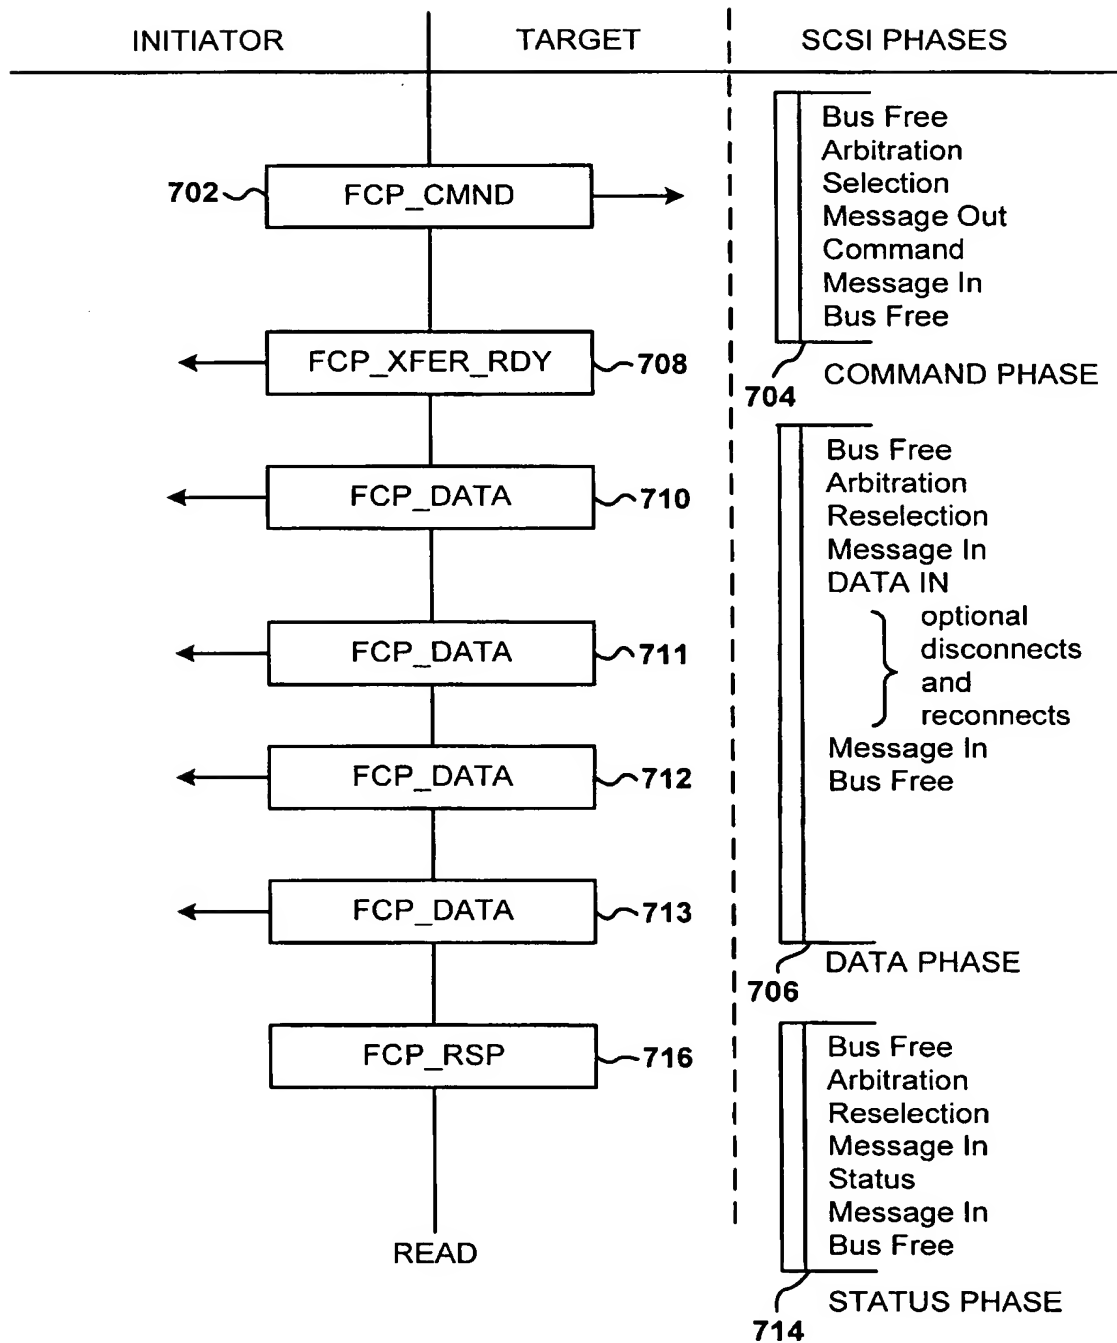 INITIATOR
TARGET
SCSI PHASES
702
FCP_CMND
FCP_XFER_RDY
708
FCP_DATA
710
FCP_DATA
711
FCP_DATA
712
FCP_DATA
713
FCP_RSP
716
READ
Bus Free
Arbitration
Selection
Message Out
Command
Message In
Bus Free
704
COMMAND PHASE
Bus Free
Arbitration
Reselection
Message In
DATA IN
optional
disconnects
and
reconnects
Message In
Bus Free
706
DATA PHASE
Bus Free
Arbitration
Reselection
Message In
Status
Message In
Bus Free
714
STATUS PHASE